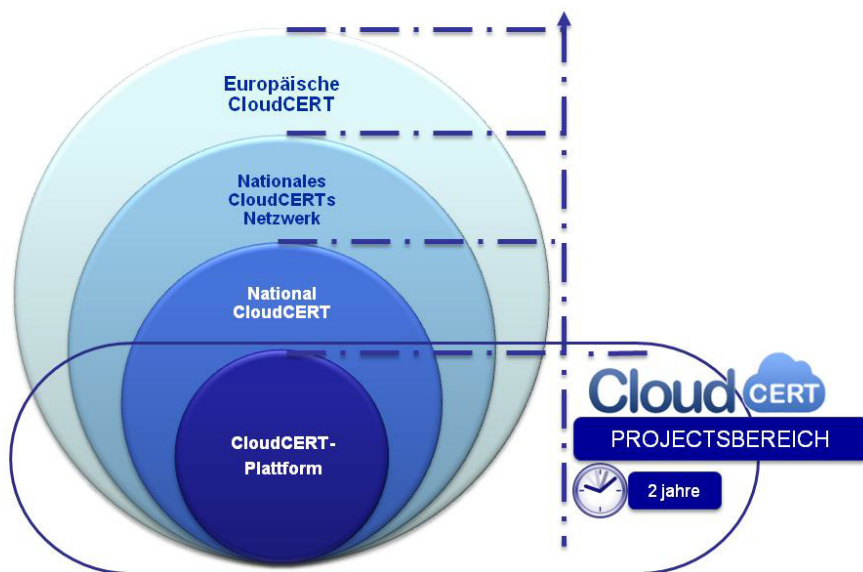 Europäische
CloudCERT
Nationales
CloudCERTs
Netzwerk
National
CloudCERT
CloudCERT-
Plattform
Cloud CERT
PROJECTSBEREICH
2 jahre